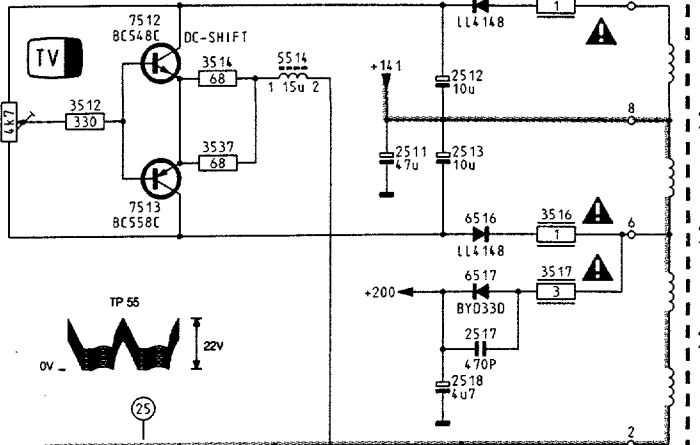 7512
BC548C
DC-SHIFT
LL4148
1
TV
3514
68
5514
1 15u 2
+141
2512
10u
4k7
3512
330
8
3537
68
2511
47u
2513
10u
7513
BC558C
6516
LL4148
3516
1
6
6517
BYD33D
3517
3
+200
TP 55
22V
0V
2517
470P
2518
4u7
25
2